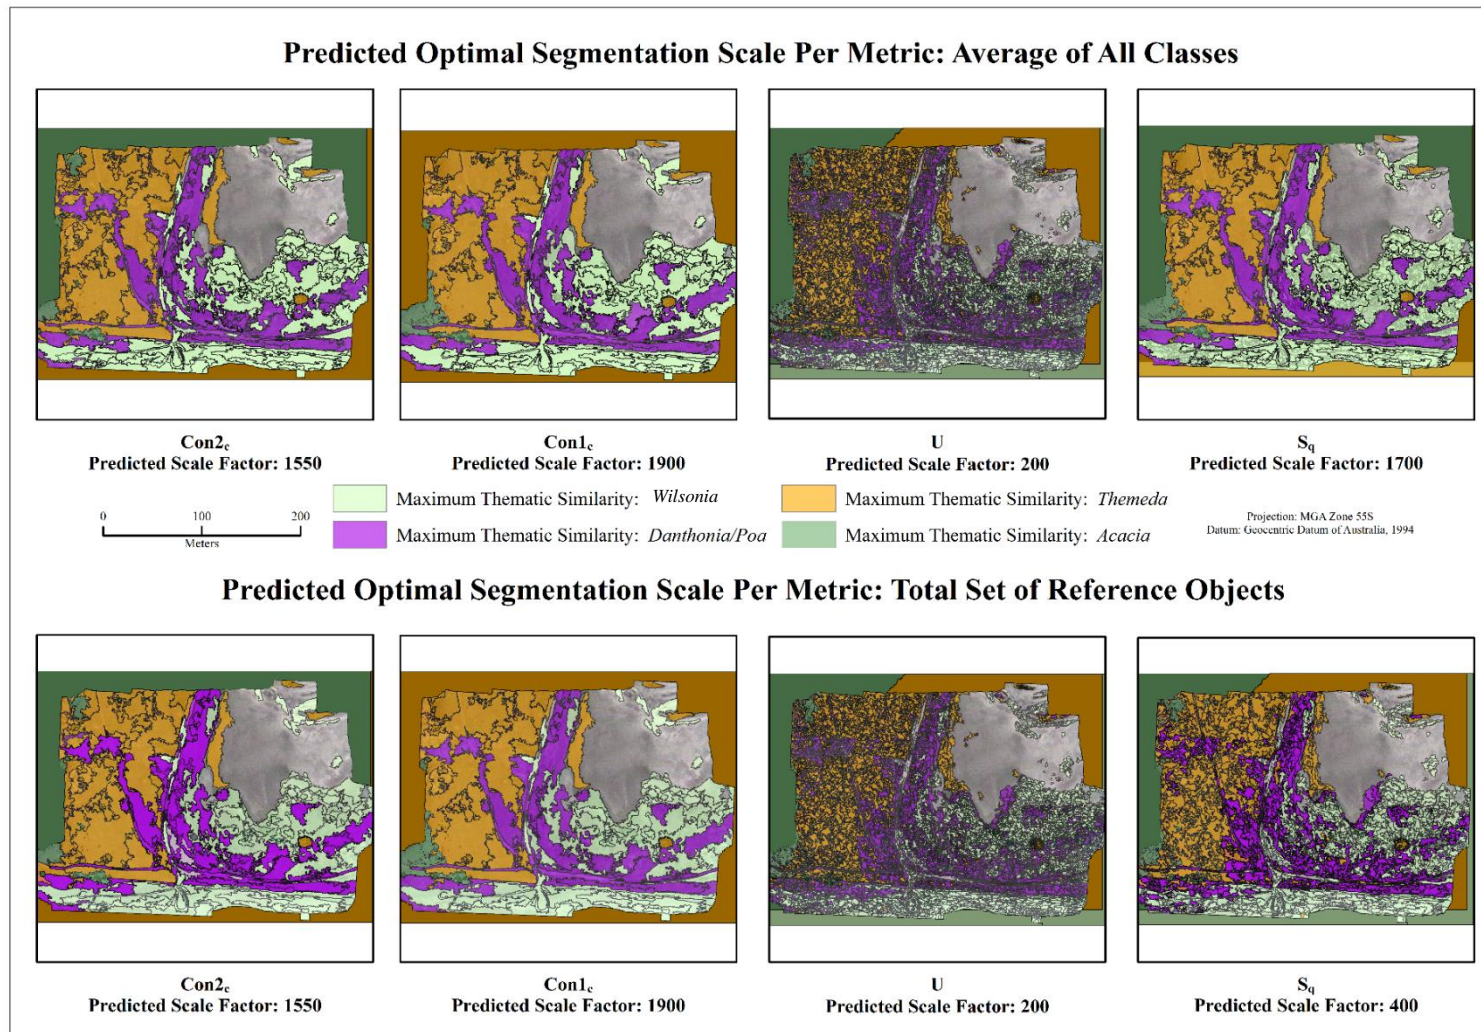 Predicted Optimal Segmentation Scale Per Metric: Average of All Classes
Con2c
Predicted Scale Factor: 1550
Con1c
Predicted Scale Factor: 1900
U
Predicted Scale Factor: 200
Sq
Predicted Scale Factor: 1700
0 100 200
Meters
Maximum Thematic Similarity: Wilsonia
Maximum Thematic Similarity: Danthonia/Poa
Maximum Thematic Similarity: Themeda
Maximum Thematic Similarity: Acacia
Projection: MGA Zone 55S
Datum: Geocentric Datum of Australia, 1994
Predicted Optimal Segmentation Scale Per Metric: Total Set of Reference Objects
Con2c
Predicted Scale Factor: 1550
Con1c
Predicted Scale Factor: 1900
U
Predicted Scale Factor: 200
Sq
Predicted Scale Factor: 400